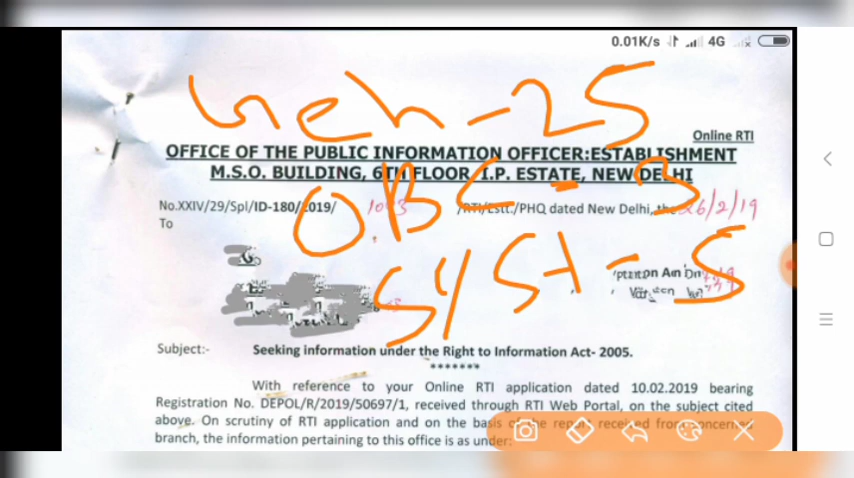 0.01K/s 4G
Gen-25
Online RTI
OFFICE OF THE PUBLIC INFORMATION OFFICER:ESTABLISHMENT
M.S.O. BUILDING, 6TH FLOOR, I.P. ESTATE, NEW DELHI
O.BC-3
No.XXIV/29/Spl/ID-180/2019/ /RTI/Estt./PHQ dated New Delhi, the 26/2/19
To
S/ St - 5
Subject:- Seeking information under the Right to Information Act- 2005.
*******
With reference to your Online RTI application dated 10.02.2019 bearing
Registration No. DEPOL/R/2019/50697/1, received through RTI Web Portal, on the subject cited
above. On scrutiny of RTI application and on the basis of the report received from concerned
branch, the information pertaining to this office is as under: